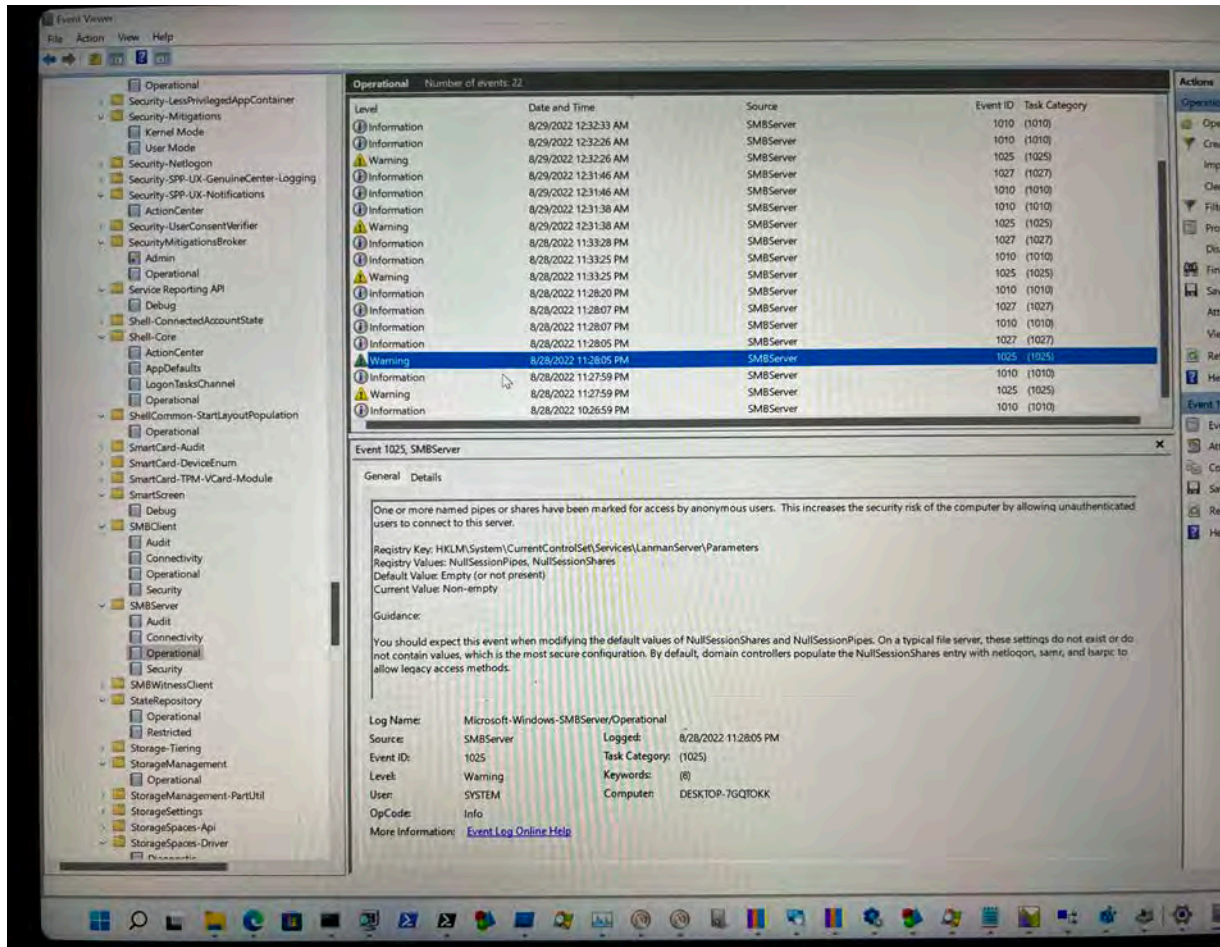 Event Viewer
File Action View Help
Operational
Security-LessPrivilegedAppContainer
Security-Mitigations
Kernel Mode
User Mode
Security-Netlogon
Security-SPP-UX-GenuineCenter-Logging
Security-SPP-UX-Notifications
ActionCenter
Security-UserConsentVerifier
SecurityMitigationsBroker
Admin
Operational
Service Reporting API
Debug
Shell-ConnectedAccountState
Shell-Core
ActionCenter
AppDefaults
LogonTasksChannel
Operational
ShellCommon-StartLayoutPopulation
Operational
SmartCard-Audit
SmartCard-DeviceEnum
SmartCard-TPM-VCard-Module
SmartScreen
Debug
SMBClient
Audit
Connectivity
Operational
Security
SMBServer
Audit
Connectivity
Operational
Security
SMBWitnessClient
StateRepository
Operational
Restricted
Storage-Tiering
StorageManagement
Operational
StorageManagement-PartUtil
StorageSettings
StorageSpaces-Api
StorageSpaces-Driver
Operational Number of events: 22
Level Date and Time Source Event ID Task Category
Information 8/29/2022 12:32:33 AM SMBServer 1010 (1010)
Information 8/29/2022 12:32:26 AM SMBServer 1010 (1010)
Warning 8/29/2022 12:32:26 AM SMBServer 1025 (1025)
Information 8/29/2022 12:31:46 AM SMBServer 1027 (1027)
Information 8/29/2022 12:31:46 AM SMBServer 1010 (1010)
Information 8/29/2022 12:31:38 AM SMBServer 1010 (1010)
Warning 8/29/2022 12:31:38 AM SMBServer 1025 (1025)
Information 8/28/2022 11:33:28 PM SMBServer 1027 (1027)
Information 8/28/2022 11:33:25 PM SMBServer 1010 (1010)
Warning 8/28/2022 11:33:25 PM SMBServer 1025 (1025)
Information 8/28/2022 11:28:20 PM SMBServer 1010 (1010)
Information 8/28/2022 11:28:07 PM SMBServer 1027 (1027)
Information 8/28/2022 11:28:07 PM SMBServer 1010 (1010)
Information 8/28/2022 11:28:05 PM SMBServer 1027 (1027)
Warning 8/28/2022 11:28:05 PM SMBServer 1025 (1025)
Information 8/28/2022 11:27:59 PM SMBServer 1010 (1010)
Warning 8/28/2022 11:27:59 PM SMBServer 1025 (1025)
Information 8/28/2022 10:26:59 PM SMBServer 1010 (1010)
Event 1025, SMBServer
General Details
One or more named pipes or shares have been marked for access by anonymous users. This increases the security risk of the computer by allowing unauthenticated
users to connect to this server.
Registry Key: HKLM\System\CurrentControlSet\Services\LanmanServer\Parameters
Registry Values: NullSessionPipes, NullSessionShares
Default Value: Empty (or not present)
Current Value: Non-empty
Guidance:
You should expect this event when modifying the default values of NullSessionShares and NullSessionPipes. On a typical file server, these settings do not exist or do
not contain values, which is the most secure configuration. By default, domain controllers populate the NullSessionShares entry with netlogon, samr, and lsarpc to
allow legacy access methods.
Log Name: Microsoft-Windows-SMBServer/Operational
Source: SMBServer Logged: 8/28/2022 11:28:05 PM
Event ID: 1025 Task Category: (1025)
Level: Warning Keywords: (8)
User: SYSTEM Computer: DESKTOP-7GQTOKK
OpCode: Info
More Information: Event Log Online Help
Actions